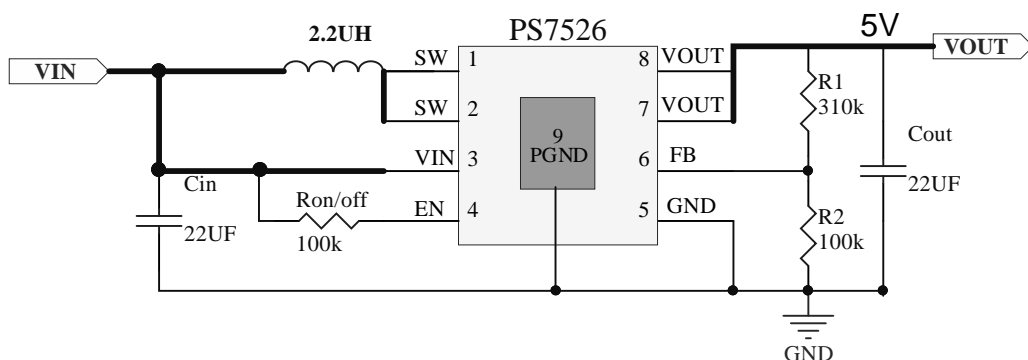 PS7526
5V
2.2UH
VIN
SW
1
8
VOUT
VOUT
R1
310k
SW
2
7
VOUT
9
PGND
Cout
22UF
VIN
3
6
FB
Cin
22UF
Ron/off
100k
EN
4
5
GND
R2
100k
GND